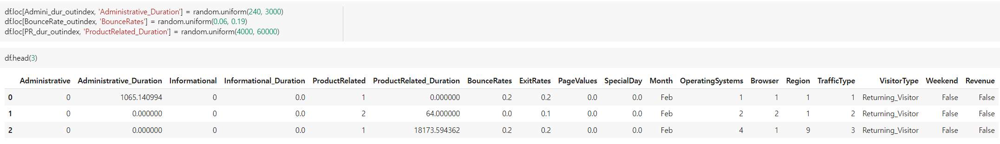 df.loc[Admini_dur_outindex, 'Administrative_Duration'] = random.uniform(240, 3000)
df.loc[BounceRate_outindex, 'BounceRates'] = random.uniform(0.06, 0.19)
df.loc[PR_dur_outindex, 'ProductRelated_Duration'] = random.uniform(4000, 60000)
df.head(3)
Administrative Administrative_Duration Informational Informational_Duration ProductRelated ProductRelated_Duration BounceRates ExitRates PageValues SpecialDay Month OperatingSystems Browser Region TrafficType VisitorType Weekend Revenue
0 0 1065.140994 0 0.0 1 0.000000 0.2 0.2 0.0 0.0 Feb 1 1 1 1 Returning_Visitor False False
1 0 0.000000 0 0.0 2 64.000000 0.0 0.1 0.0 0.0 Feb 2 2 1 2 Returning_Visitor False False
2 0 0.000000 0 0.0 1 18173.594362 0.2 0.2 0.0 0.0 Feb 4 1 9 3 Returning_Visitor False False